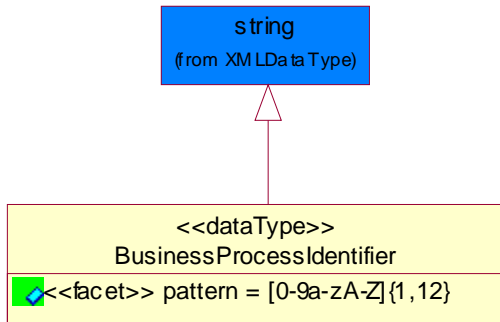 string
(from XMLDataType)
<<dataType>>
BusinessProcessIdentifier
<<facet>> pattern = [0-9a-zA-Z]{1,12}